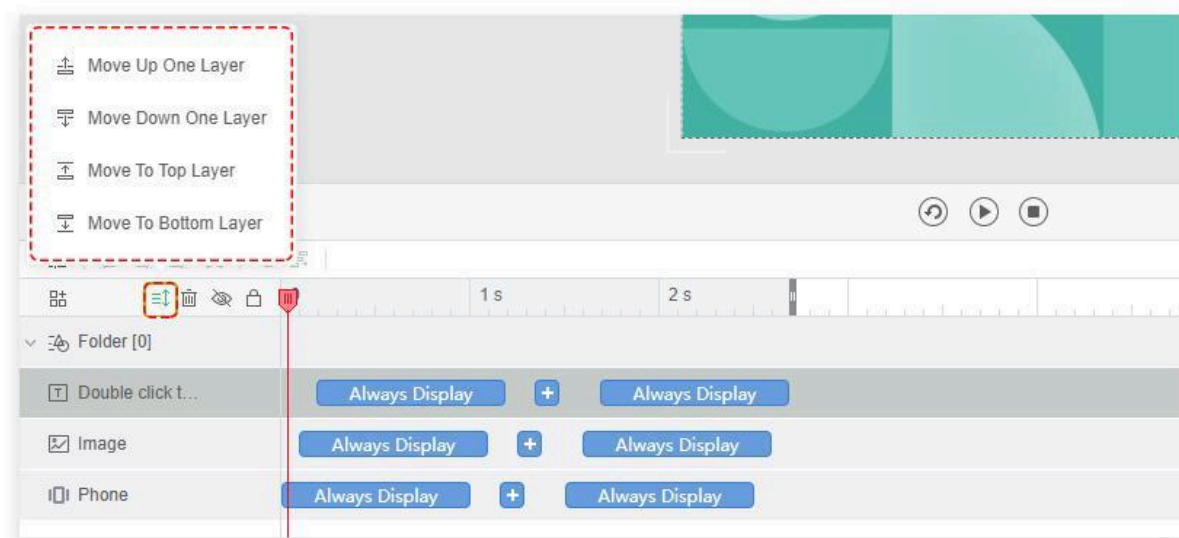 Move Up One Layer
Move Down One Layer
Move To Top Layer
Move To Bottom Layer
1 s
2 s
Folder [0]
Double click t...
Always Display + Always Display
Image
Always Display + Always Display
Phone
Always Display + Always Display